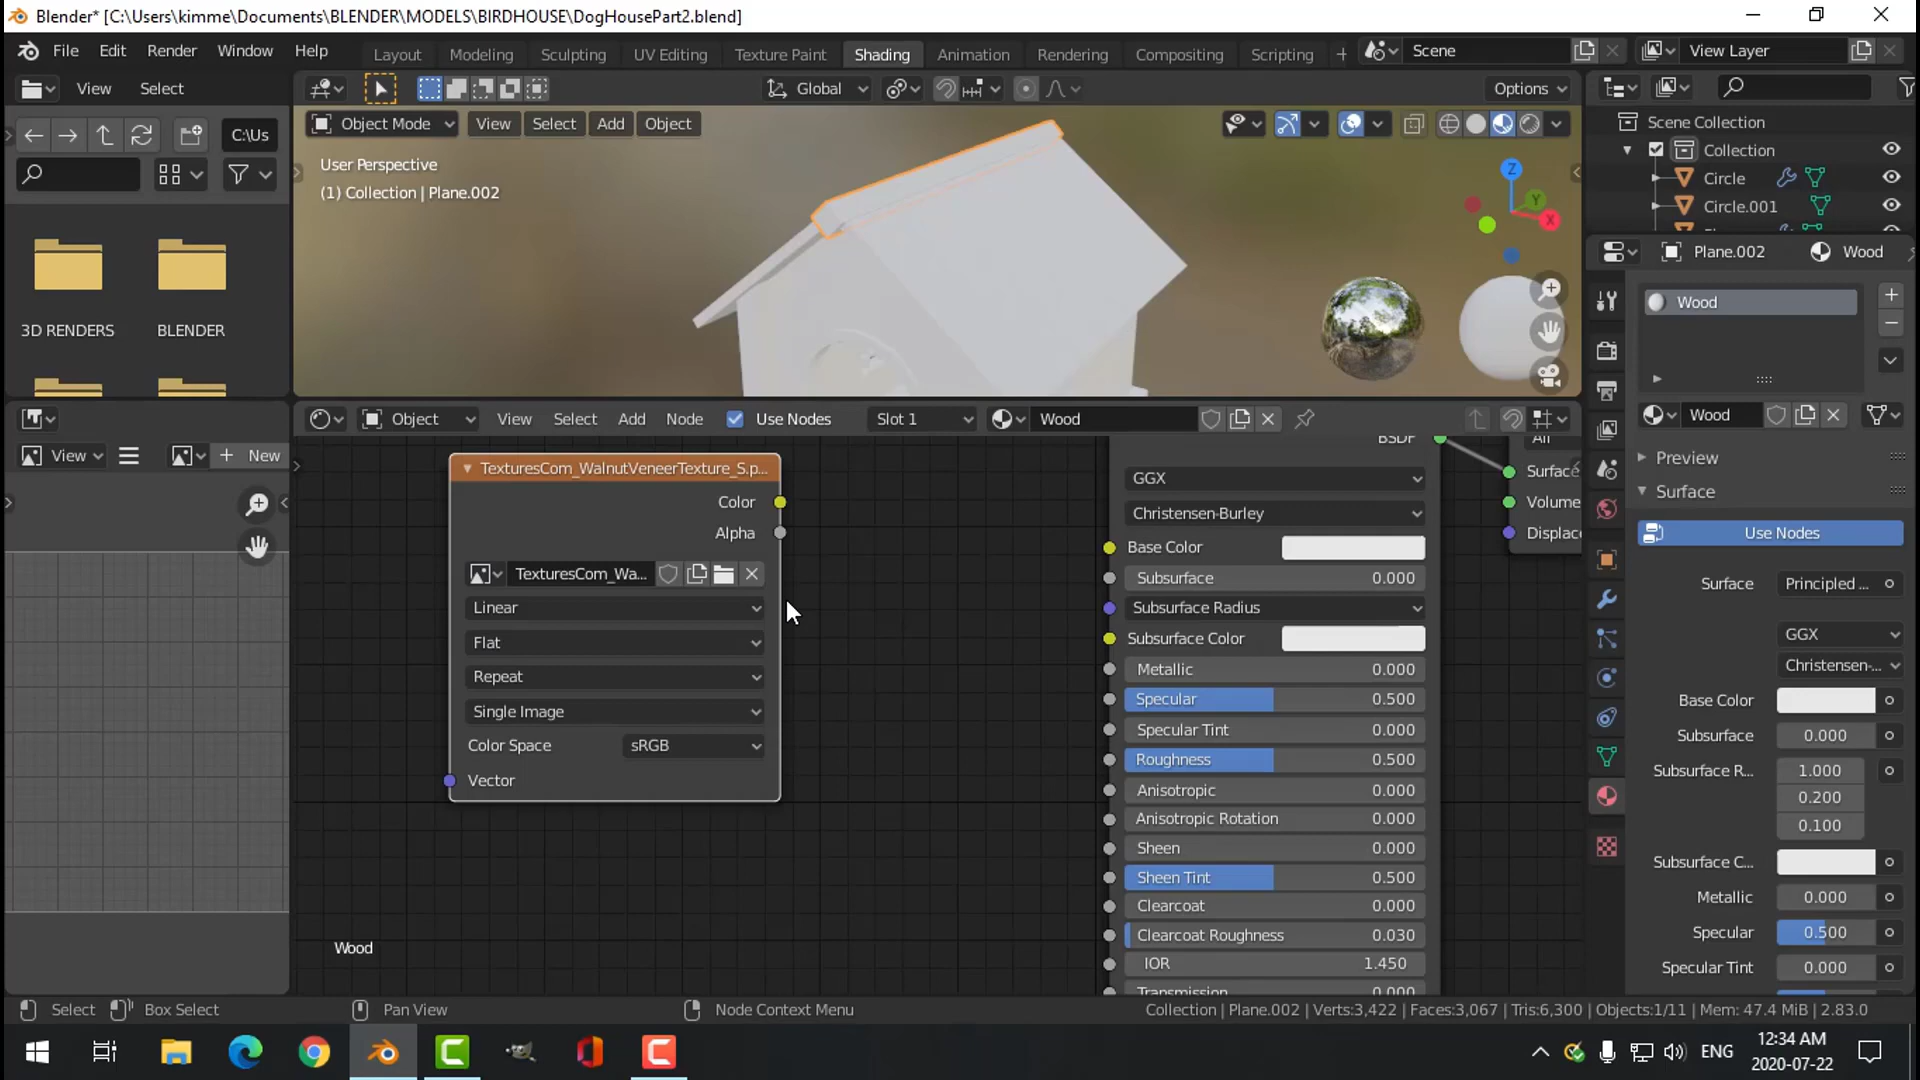 Blender* [C:\Users\kimme\Documents\BLENDER\MODELS\BIRDHOUSE\DogHousePart2.blend]
File Edit Render Window Help
Layout Modeling Sculpting UV Editing Texture Paint Shading Animation Rendering Compositing Scripting +
Scene
View Layer
View Select
Global
Options
C:\Us
Object Mode View Select Add Object
User Perspective
(1) Collection | Plane.002
Z
Y
X
3D RENDERS
BLENDER
Scene Collection
Collection
Circle
Circle.001
Plane.002
Wood
Wood
Wood
Preview
Surface
Use Nodes
Surface Principled ...
GGX
Christensen-...
Base Color
Subsurface 0.000
Subsurface R... 1.000
0.200
0.100
Subsurface C...
Metallic 0.000
Specular 0.500
Specular Tint 0.000
View
+ New
Object View Select Add Node Use Nodes Slot 1 Wood
TexturesCom_WalnutVeneerTexture_S.p...
Color
Alpha
TexturesCom_Wa...
Linear
Flat
Repeat
Single Image
Color Space sRGB
Vector
BSDF
GGX
Christensen-Burley
Base Color
Subsurface 0.000
Subsurface Radius
Subsurface Color
Metallic 0.000
Specular 0.500
Specular Tint 0.000
Roughness 0.500
Anisotropic 0.000
Anisotropic Rotation 0.000
Sheen 0.000
Sheen Tint 0.500
Clearcoat 0.000
Clearcoat Roughness 0.030
IOR 1.450
Transmission 0.000
All
Surface
Volume
Displac
Wood
Select Box Select Pan View Node Context Menu
Collection | Plane.002 | Verts:3,422 | Faces:3,067 | Tris:6,300 | Objects:1/11 | Mem: 47.4 MiB | 2.83.0
ENG
12:34 AM
2020-07-22